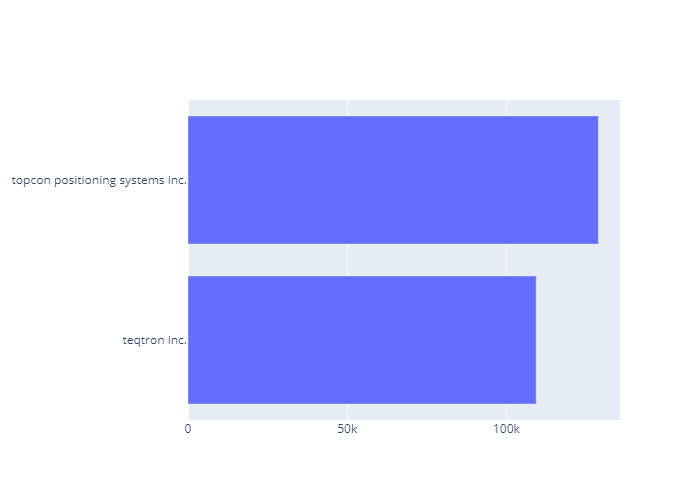 topcon positioning systems inc.
teqtron inc.
0
50k
100k